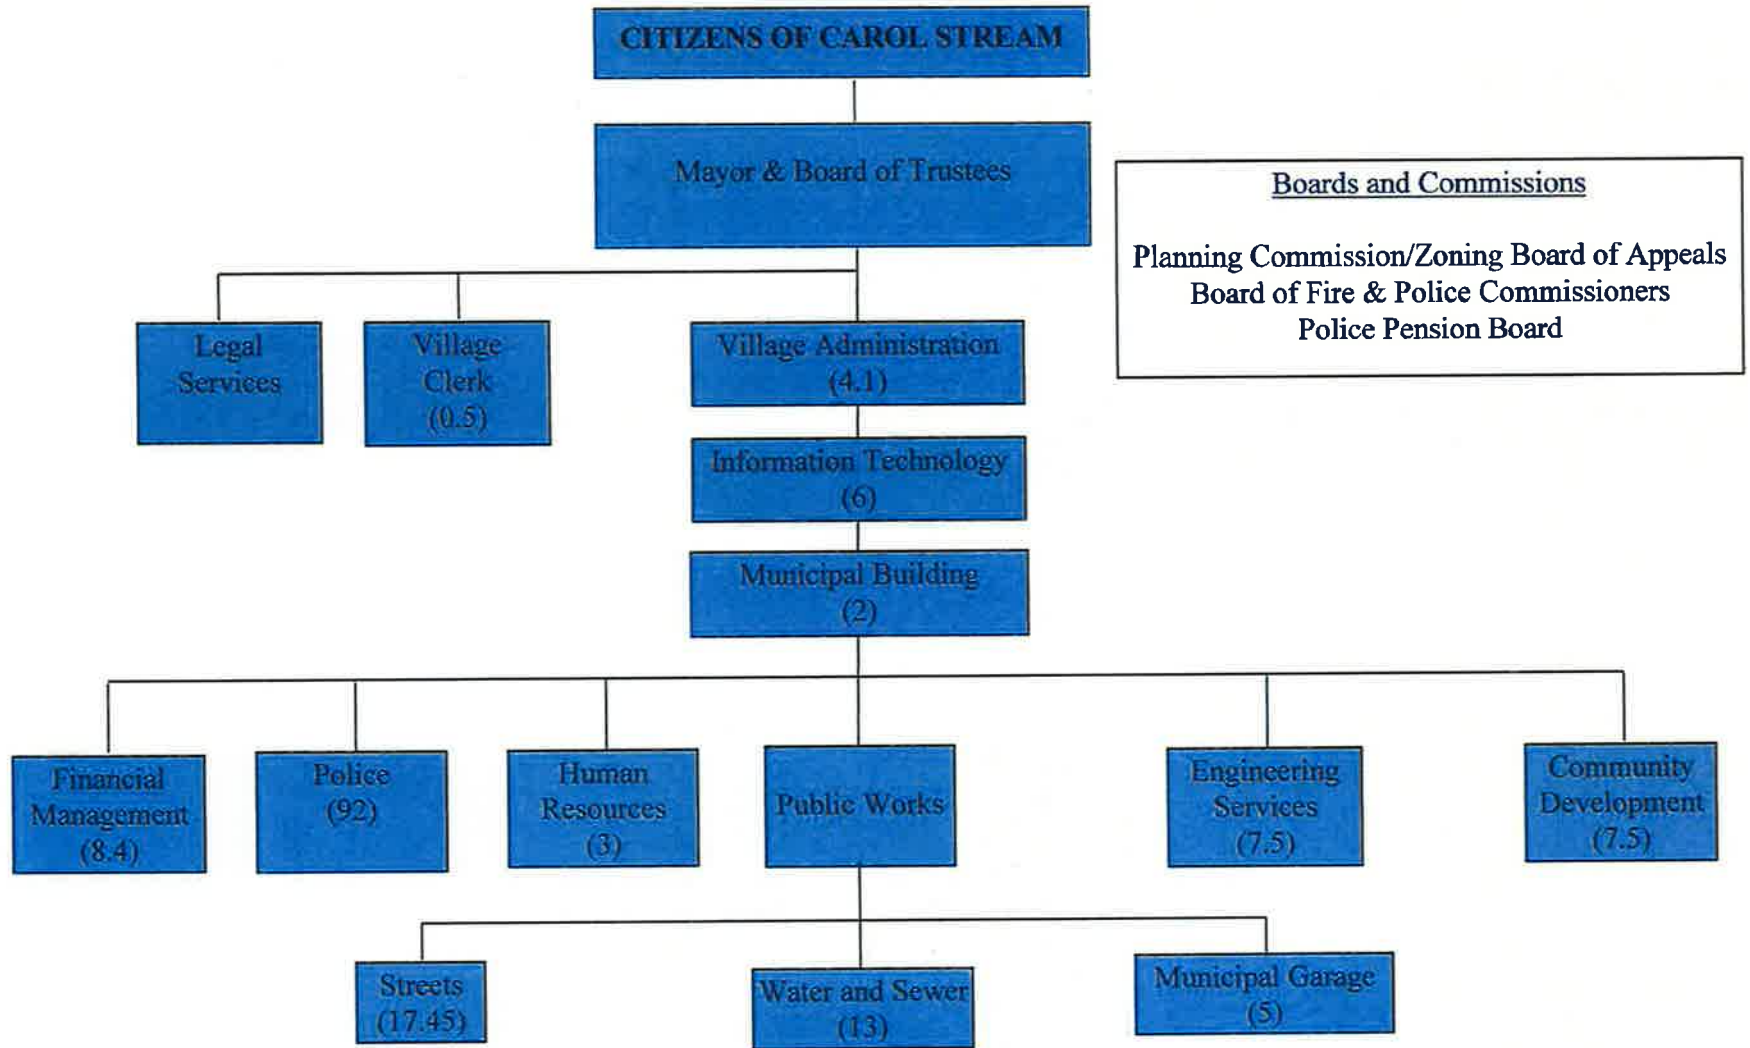 CITIZENS OF CAROL STREAM
Mayor & Board of Trustees
Boards and Commissions
Planning Commission/Zoning Board of Appeals
Board of Fire & Police Commissioners
Police Pension Board
Legal
Services
Village
Clerk
(0.5)
Village Administration
(4.1)
Information Technology
(6)
Municipal Building
(2)
Financial
Management
(8.4)
Police
(92)
Human
Resources
(3)
Public Works
Engineering
Services
(7.5)
Community
Development
(7.5)
Streets
(17.45)
Water and Sewer
(13)
Municipal Garage
(5)